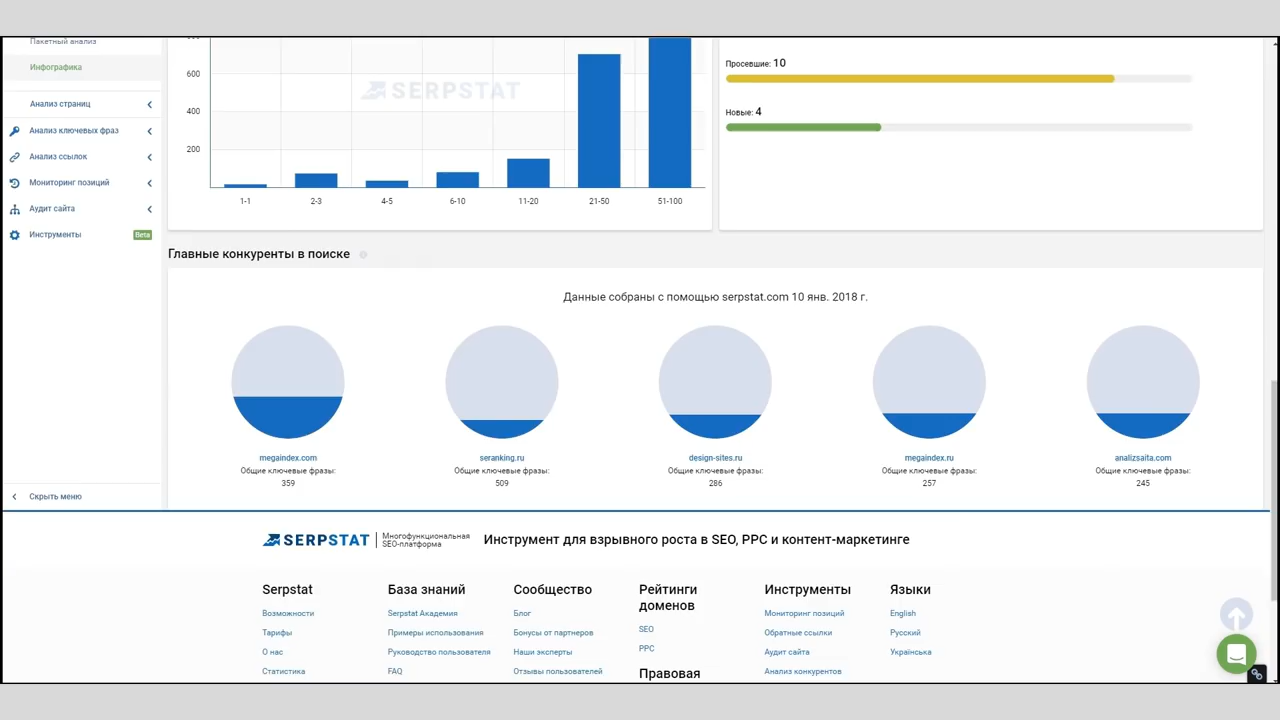 Пакетный анализ
Инфографика
Анализ страниц
Анализ ключевых фраз
Анализ ссылок
Мониторинг позиций
Аудит сайта
Инструменты
Beta
Скрыть меню
600
400
200
SERPSTAT
1-1
2-3
4-5
6-10
11-20
21-50
51-100
Просевшие: 10
Новые: 4
Главные конкуренты в поиске
Данные собраны с помощью serpstat.com 10 янв. 2018 г.
megaindex.com
Общие ключевые фразы:
359
seranking.ru
Общие ключевые фразы:
509
design-sites.ru
Общие ключевые фразы:
286
megaindex.ru
Общие ключевые фразы:
257
analizsaita.com
Общие ключевые фразы:
245
SERPSTAT
Многофункциональная
SEO-платформа
Инструмент для взрывного роста в SEO, PPC и контент-маркетинге
Serpstat
Возможности
Тарифы
О нас
Статистика
База знаний
Serpstat Академия
Примеры использования
Руководство пользователя
FAQ
Сообщество
Блог
Бонусы от партнеров
Наши эксперты
Отзывы пользователей
Рейтинги
доменов
SEO
PPC
Правовая
Инструменты
Мониторинг позиций
Обратные ссылки
Аудит сайта
Анализ конкурентов
Языки
English
Русский
Українська